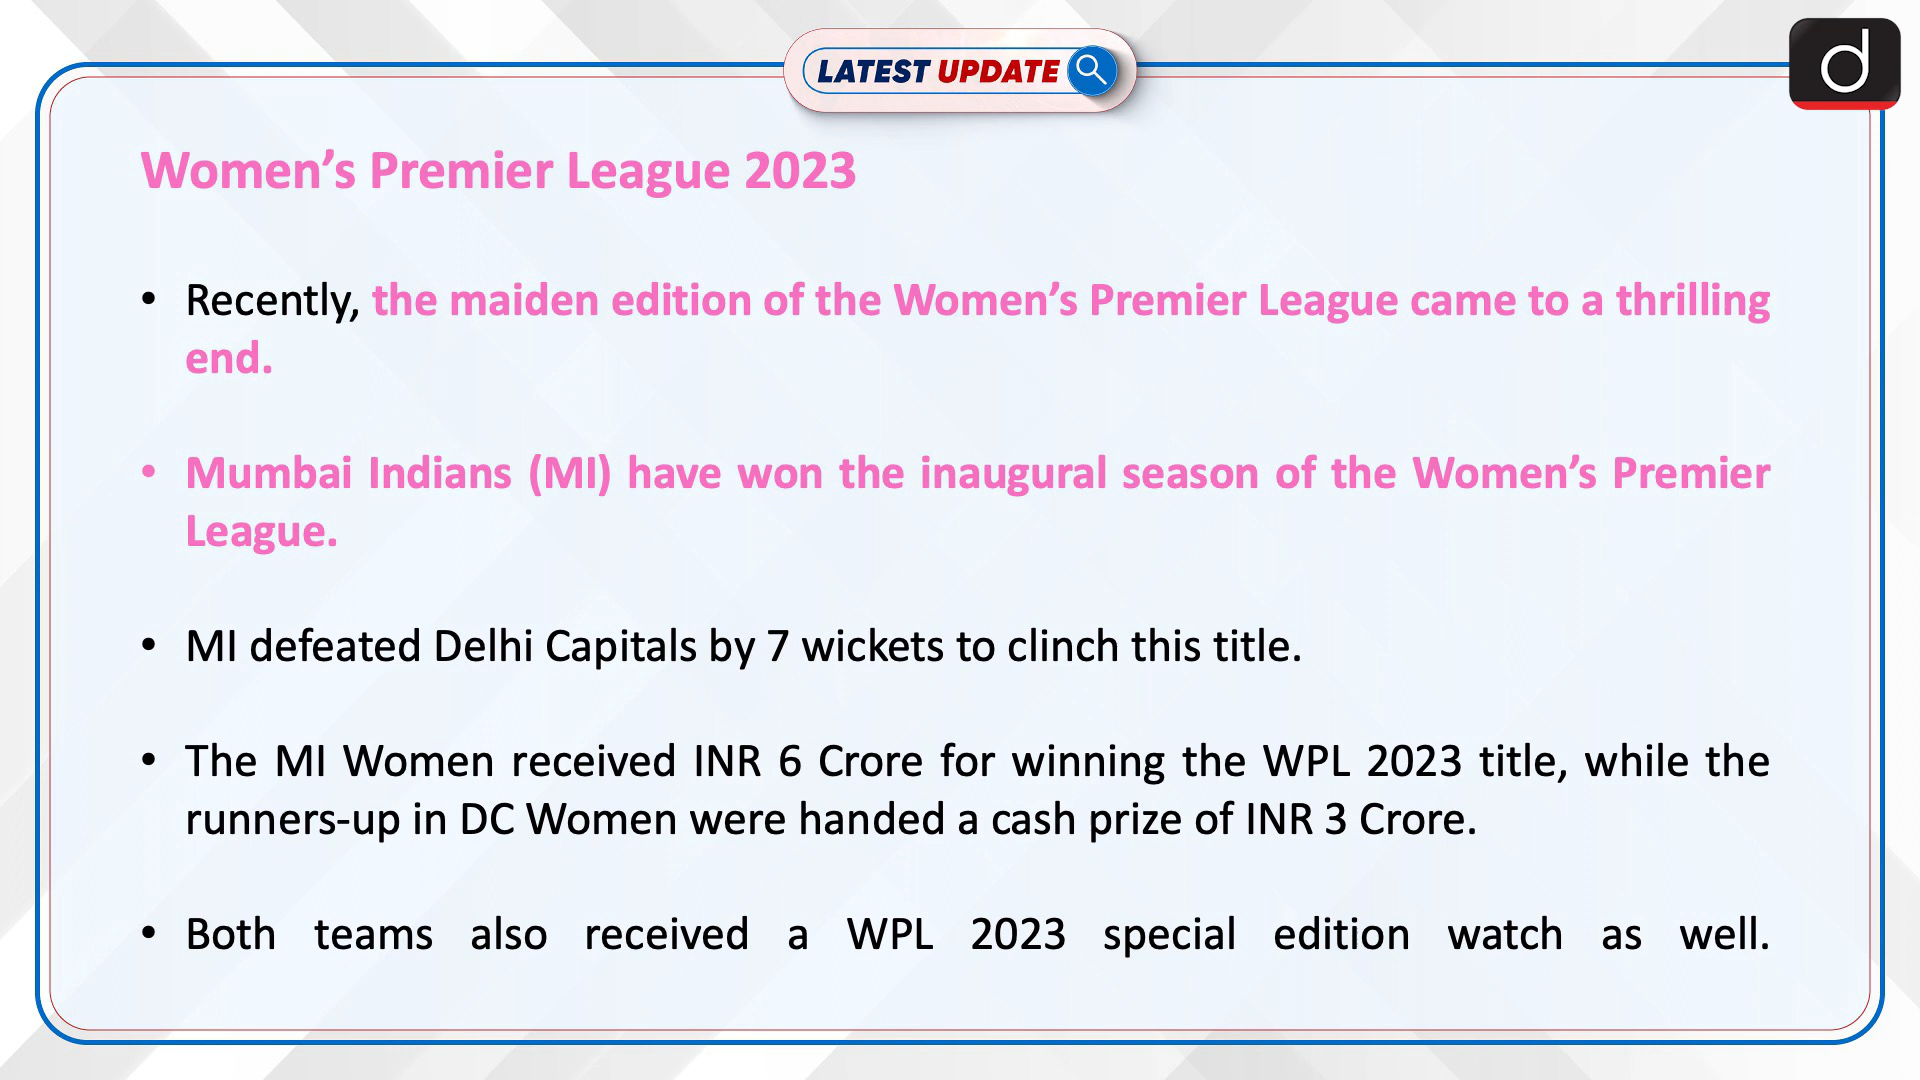 LATEST UPDATE
d
Women’s Premier League 2023
• Recently, the maiden edition of the Women’s Premier League came to a thrilling
end.
• Mumbai Indians (MI) have won the inaugural season of the Women’s Premier
League.
• MI defeated Delhi Capitals by 7 wickets to clinch this title.
• The MI Women received INR 6 Crore for winning the WPL 2023 title, while the
runners-up in DC Women were handed a cash prize of INR 3 Crore.
• Both teams also received a WPL 2023 special edition watch as well.